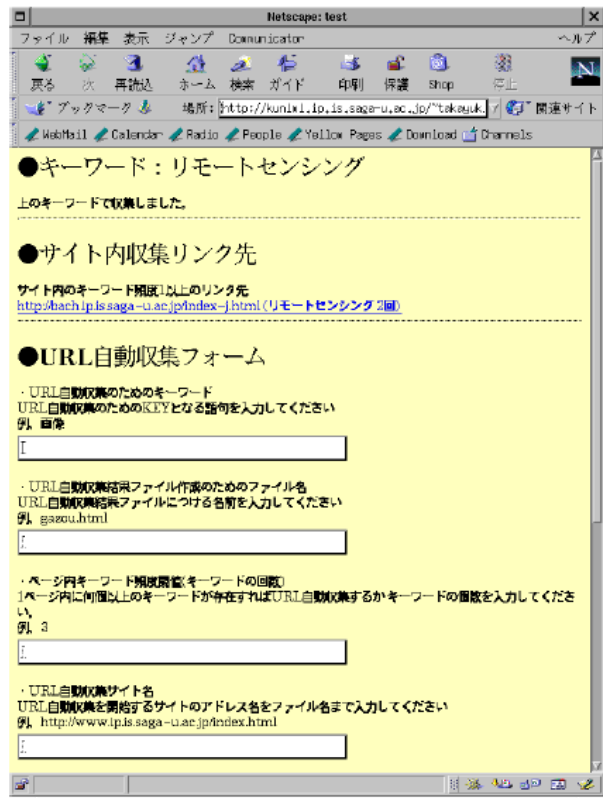 Netscape: test
ファイル 編集 表示 ジャンプ Communicator ヘルプ
戻る 次 再読込 ホーム 検索 ガイド 印刷 保護 Shop 停止
ブックマーク 場所: http://kunimi.ip.is.saga-u.ac.jp/~takayuk. 関連サイト
WebMail Calendar Radio People Yellow Pages Download Channels
●キーワード：リモートセンシング
上のキーワードで収集しました。
●サイト内収集リンク先
サイト内のキーワード頻度1以上のリンク先
http://bach.ip.is.saga-u.ac.jp/index-j.html(リモートセンシング 2回)
●URL自動収集フォーム
・URL自動収集のためのキーワード
URL自動収集のためのKEYとなる語句を入力してください
例、画像
・URL自動収集結果ファイル作成のためのファイル名
URL自動収集結果ファイルにつける名前を入力してください
例、gazou.html
・ページ内キーワード頻度閾値(キーワードの回数)
1ページ内に何個以上のキーワードが存在すればURL自動収集するかキーワードの個数を入力してくださ
い。
例、3
・URL自動収集サイト名
URL自動収集を開始するサイトのアドレス名をファイル名まで入力してください
例、http://www.ip.is.saga-u.ac.jp/index.html